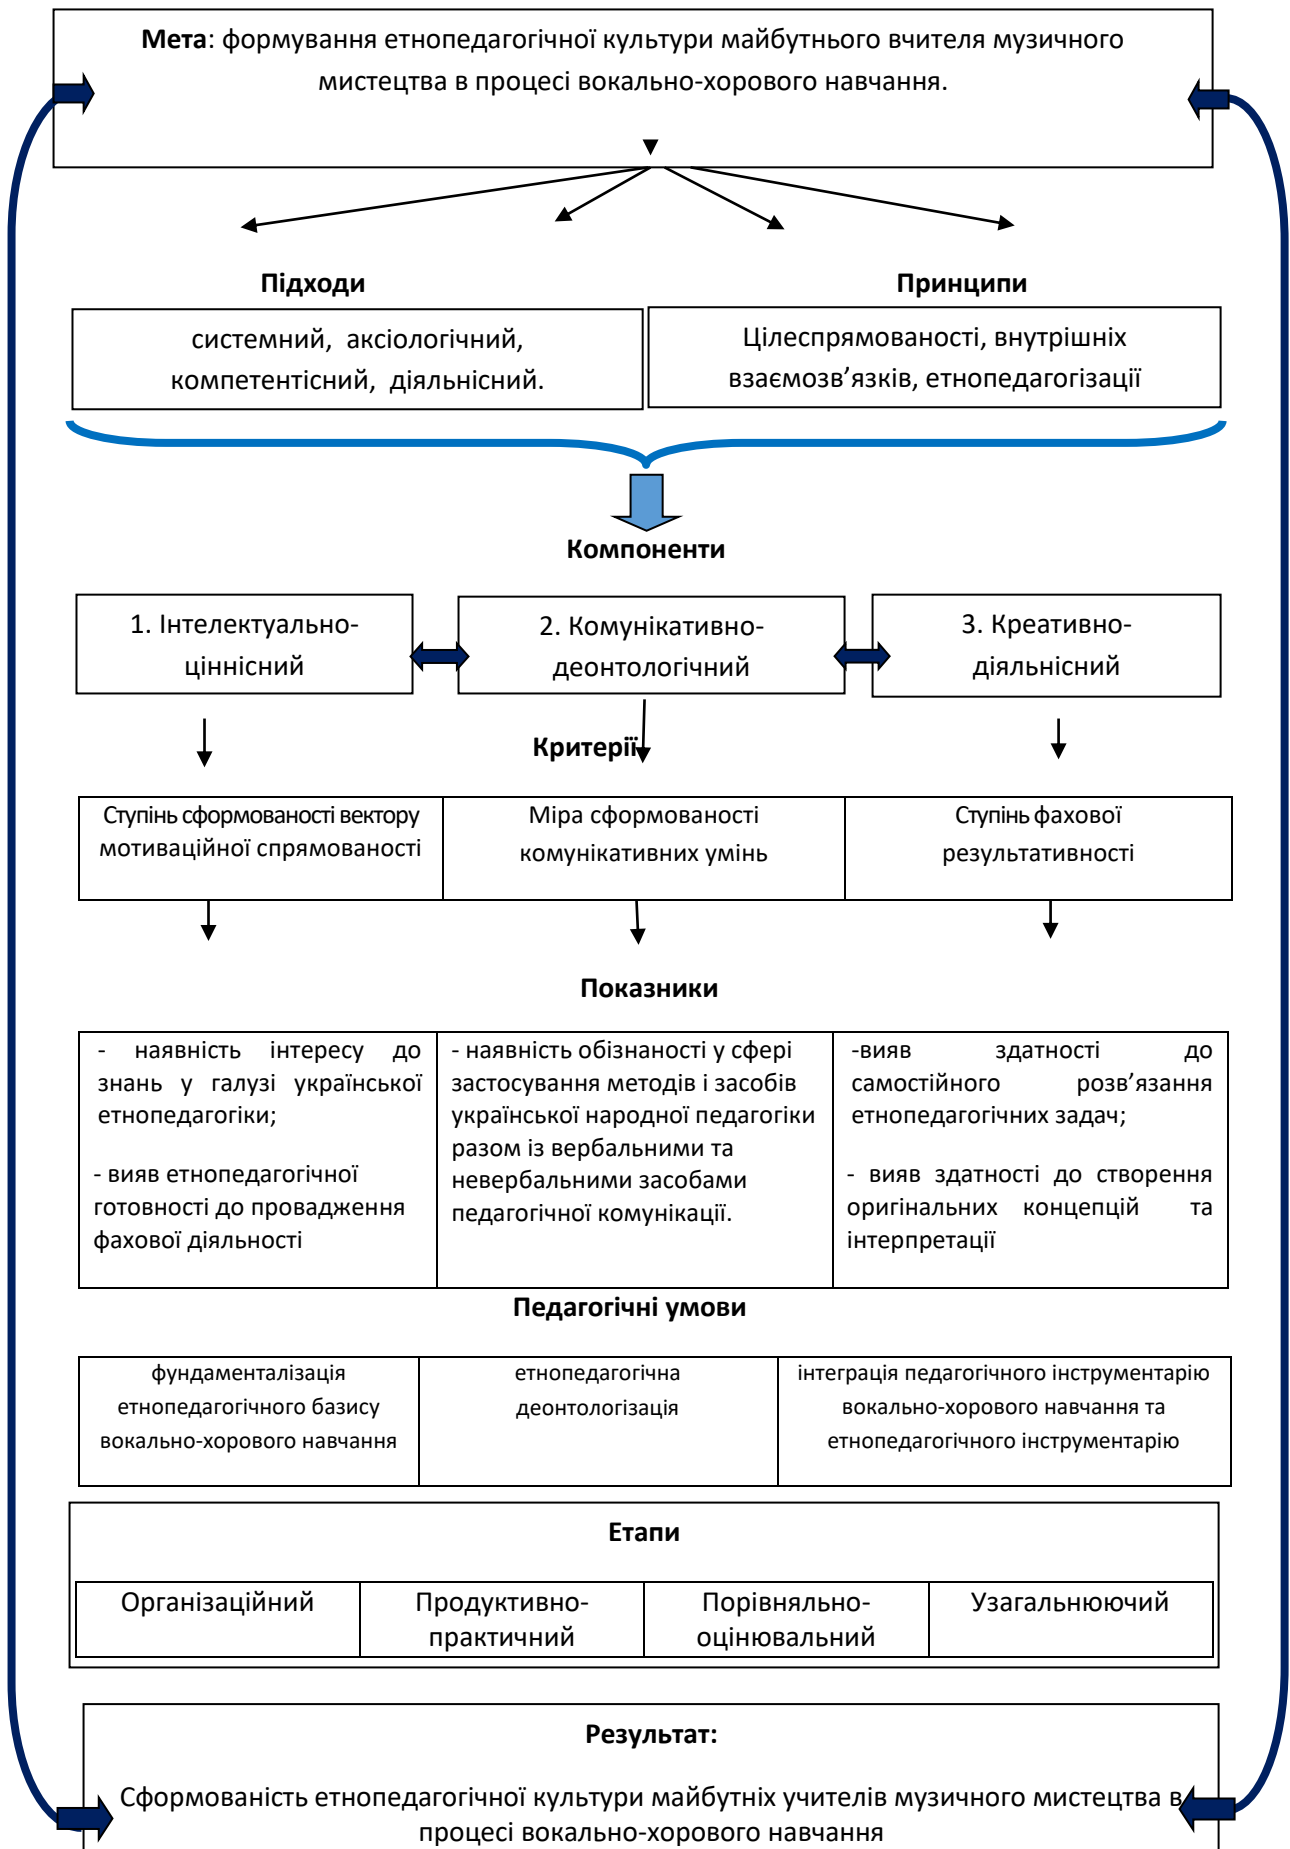 Мета: формування етнопедагогічної культури майбутнього вчителя музичного
мистецтва в процесі вокально-хорового навчання.
Підходи
Принципи
системний, аксіологічний,
компетентісний, діяльнісний.
Цілеспрямованості, внутрішніх
взаємозв’язків, етнопедагогізації
Компоненти
1. Інтелектуально-
ціннісний
2. Комунікативно-
деонтологічний
3. Креативно-
діяльнісний
Критерії
Ступінь сформованості вектору
мотиваційної спрямованості
Міра сформованості
комунікативних умінь
Ступінь фахової
результативності
Показники
- наявність інтересу до
знань у галузі української
етнопедагогіки;
- вияв етнопедагогічної
готовності до провадження
фахової діяльності
- наявність обізнаності у сфері
застосування методів і засобів
української народної педагогіки
разом із вербальними та
невербальними засобами
педагогічної комунікації.
-вияв здатності до
самостійного розв’язання
етнопедагогічних задач;
- вияв здатності до створення
оригінальних концепцій та
інтерпретації
Педагогічні умови
фундаменталізація
етнопедагогічного базису
вокально-хорового навчання
етнопедагогічна
деонтологізація
інтеграція педагогічного інструментарію
вокально-хорового навчання та
етнопедагогічного інструментарію
Етапи
Організаційний
Продуктивно-
практичний
Порівняльно-
оцінювальний
Узагальнюючий
Результат:
Сформованість етнопедагогічної культури майбутніх учителів музичного мистецтва в
процесі вокально-хорового навчання